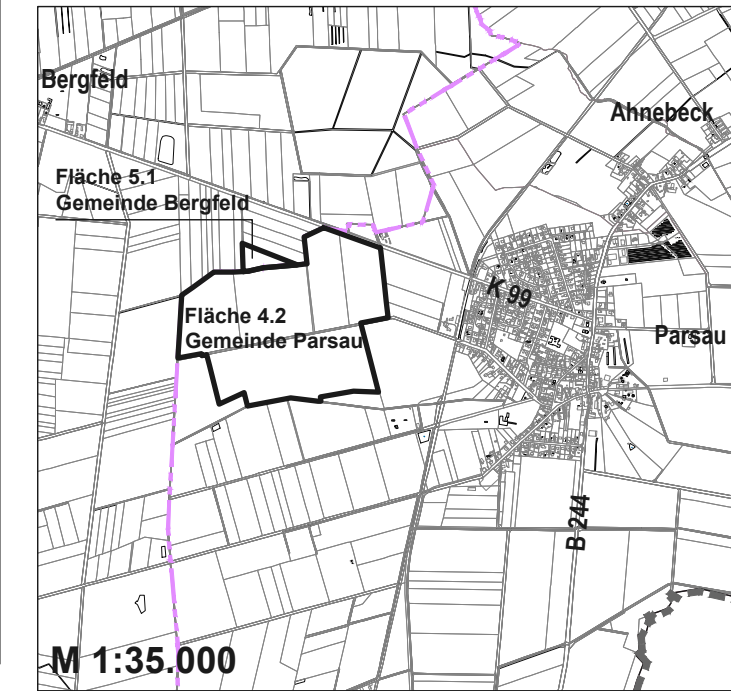 Bergfeld
Ahnebeck
Fläche 5.1
Gemeinde Bergfeld
K 99
Fläche 4.2
Gemeinde Parsau
Parsau
B 244
M 1:35.000